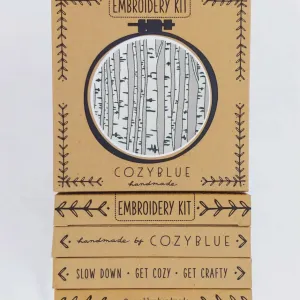 EMBROIDERY KIT
COZYBLUE
handmade
EMBROIDERY KIT
handmade by COZYBLUE
SLOW DOWN · GET COZY · GET CRAFTY